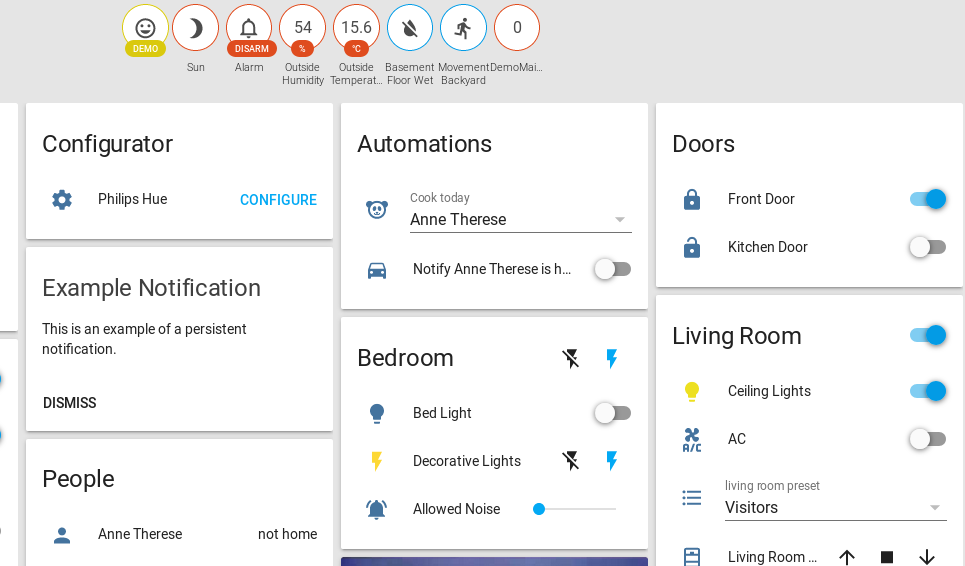 54
15.6
0
DEMO
DISARM
%
°C
Sun
Alarm
Outside
Humidity
Outside
Temperat...
Basement
Floor Wet
Movement
Backyard
DemoMai...
Configurator
Philips Hue
CONFIGURE
Example Notification
This is an example of a persistent
notification.
DISMISS
People
Anne Therese
not home
Automations
Cook today
Anne Therese
Notify Anne Therese is h...
Bedroom
Bed Light
Decorative Lights
Allowed Noise
Doors
Front Door
Kitchen Door
Living Room
Ceiling Lights
A/C
AC
living room preset
Visitors
Living Room ...